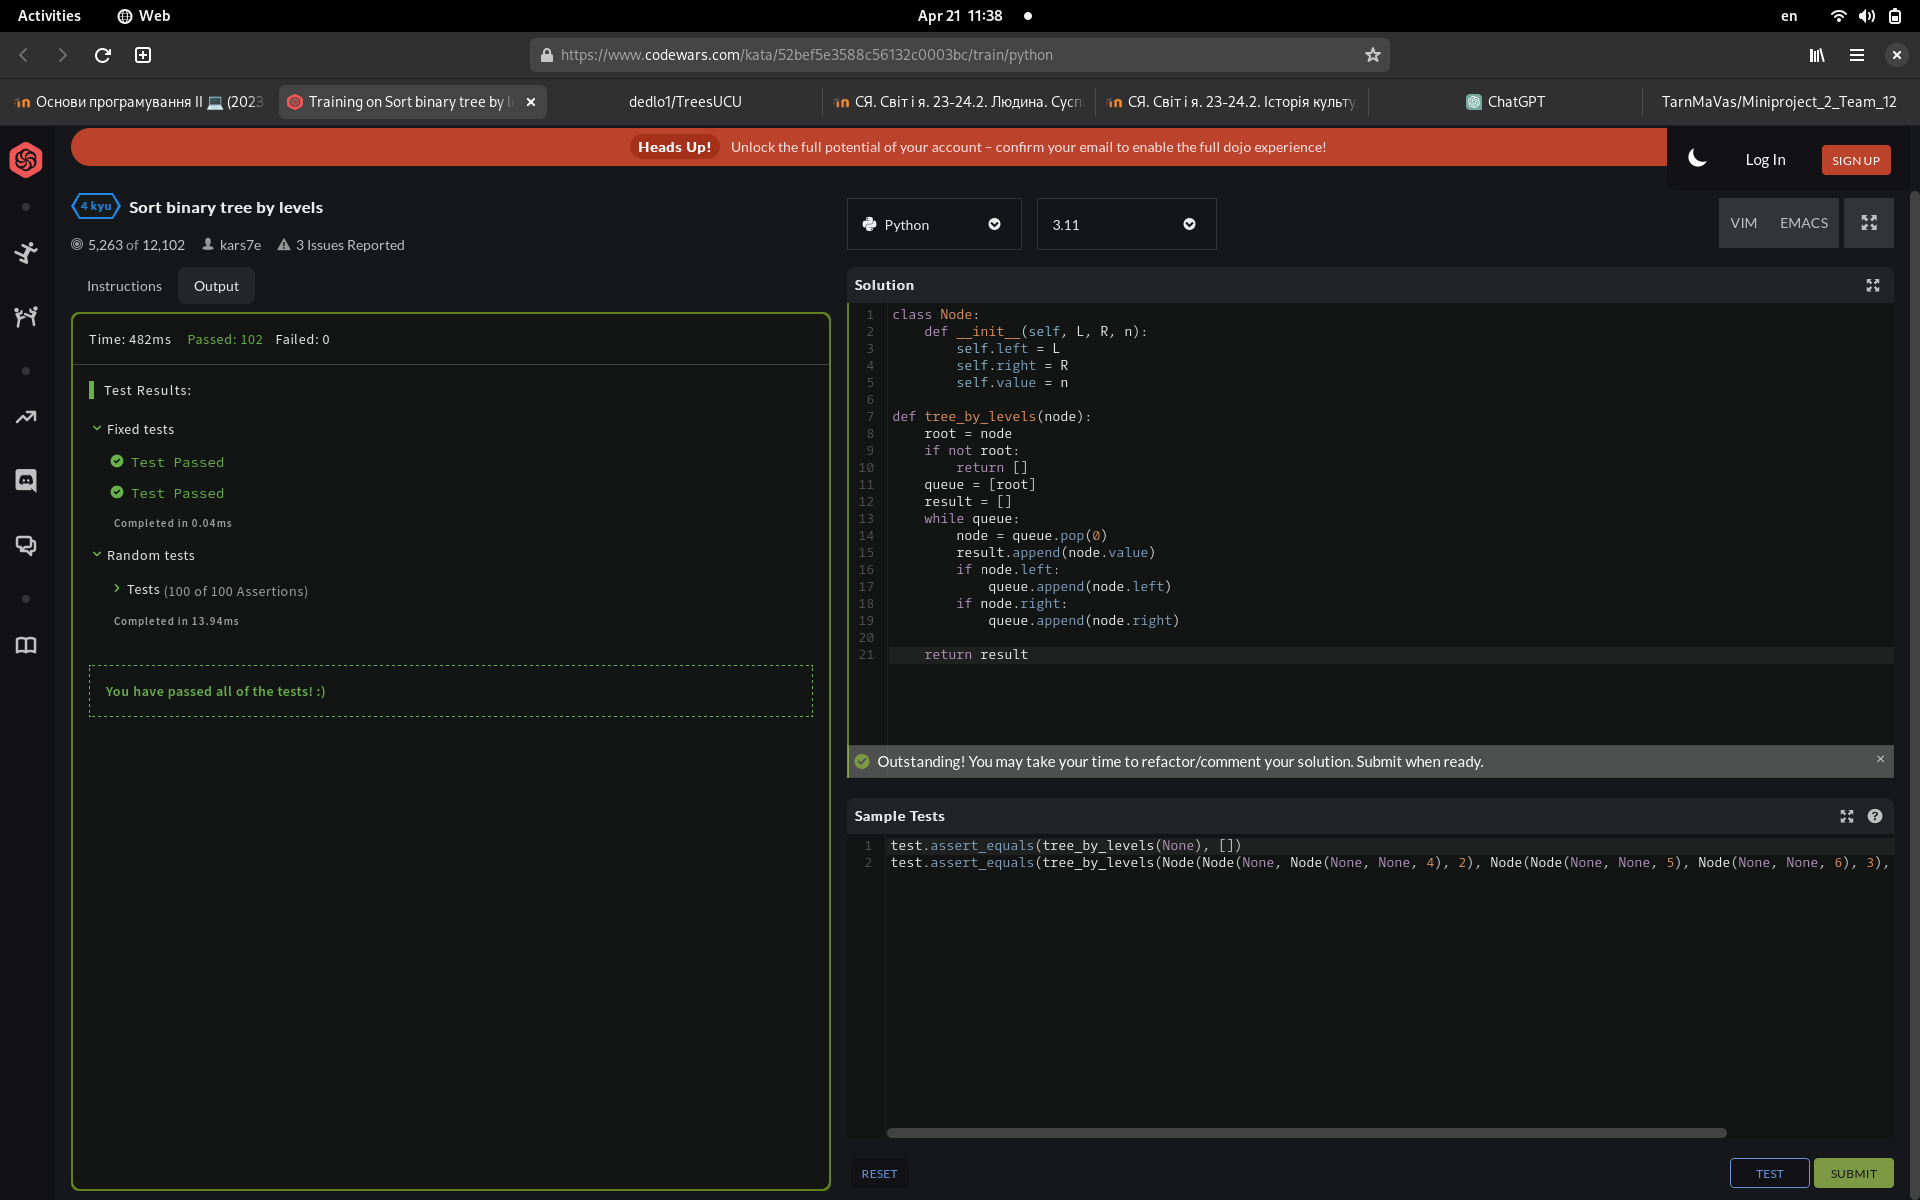 Activities
Web
Apr 21 11:38
en
https://www.codewars.com/kata/52bef5e3588c56132c0003bc/train/python
Основи програмування II 💻 (2023
Training on Sort binary tree by l
dedlo1/TreesUCU
СЯ. Світ і я. 23-24.2. Людина. Сусп
СЯ. Світ і я. 23-24.2. Історія культу
ChatGPT
TarnMaVas/Miniproject_2_Team_12
Heads Up! Unlock the full potential of your account – confirm your email to enable the full dojo experience!
Log In
SIGN UP
4 kyu
Sort binary tree by levels
5,263 of 12,102
kars7e
3 Issues Reported
Instructions
Output
Time: 482ms Passed: 102 Failed: 0
Test Results:
Fixed tests
Test Passed
Test Passed
Completed in 0.04ms
Random tests
Tests (100 of 100 Assertions)
Completed in 13.94ms
You have passed all of the tests! :)
Python
3.11
VIM
EMACS
Solution
1 class Node:
2     def __init__(self, L, R, n):
3         self.left = L
4         self.right = R
5         self.value = n
6
7 def tree_by_levels(node):
8     root = node
9     if not root:
10         return []
11     queue = [root]
12     result = []
13     while queue:
14         node = queue.pop(0)
15         result.append(node.value)
16         if node.left:
17             queue.append(node.left)
18         if node.right:
19             queue.append(node.right)
20
21     return result
Outstanding! You may take your time to refactor/comment your solution. Submit when ready.
×
Sample Tests
1 test.assert_equals(tree_by_levels(None), [])
2 test.assert_equals(tree_by_levels(Node(Node(None, Node(None, None, 4), 2), Node(Node(None, None, 5), Node(None, None, 6), 3),
RESET
TEST
SUBMIT